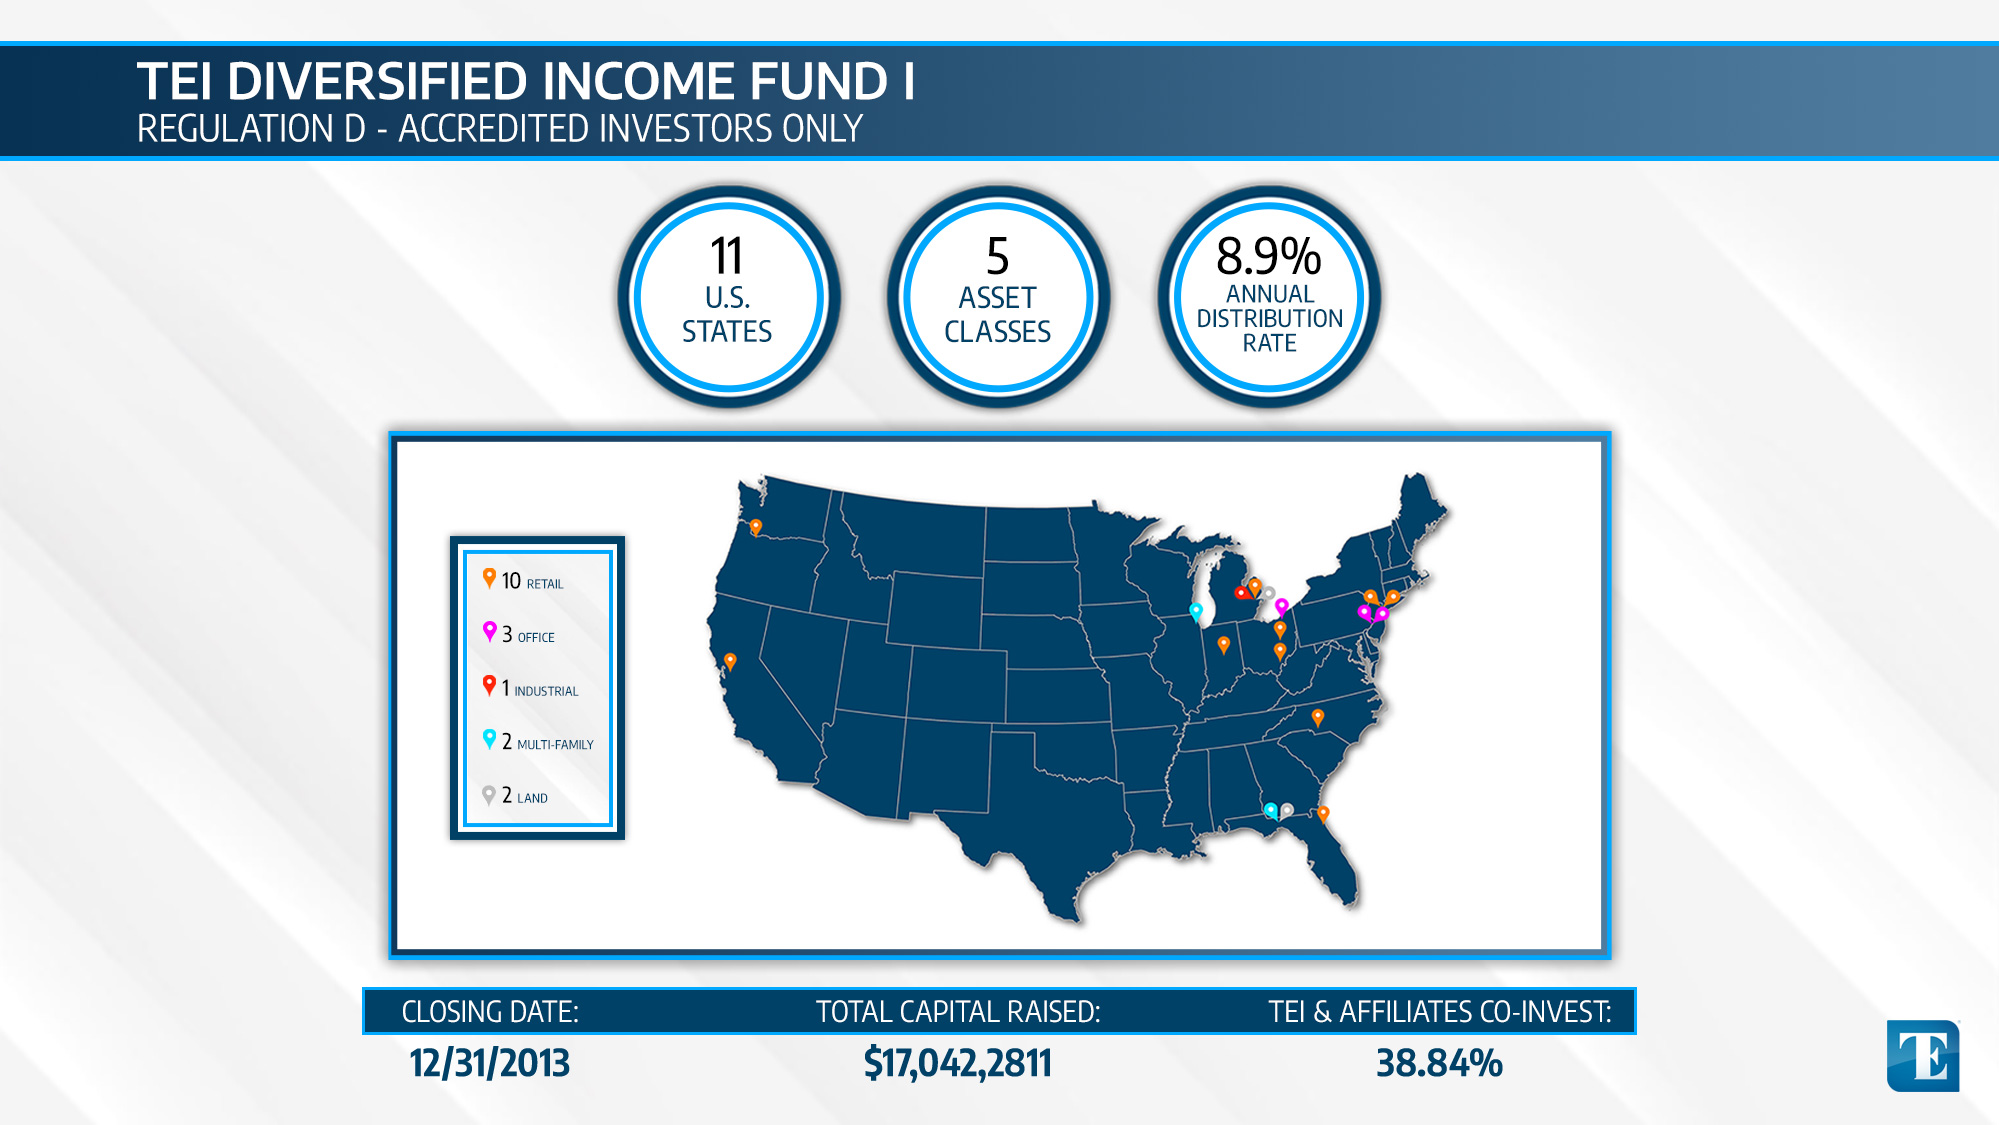 TEI DIVERSIFIED INCOME FUND I
REGULATION D - ACCREDITED INVESTORS ONLY
11
U.S.
STATES
5
ASSET
CLASSES
8.9%
ANNUAL
DISTRIBUTION
RATE
10 RETAIL
3 OFFICE
1 INDUSTRIAL
2 MULTI-FAMILY
2 LAND
CLOSING DATE:
12/31/2013
TOTAL CAPITAL RAISED:
$17,042,2811
TEI & AFFILIATES CO-INVEST:
38.84%
TE